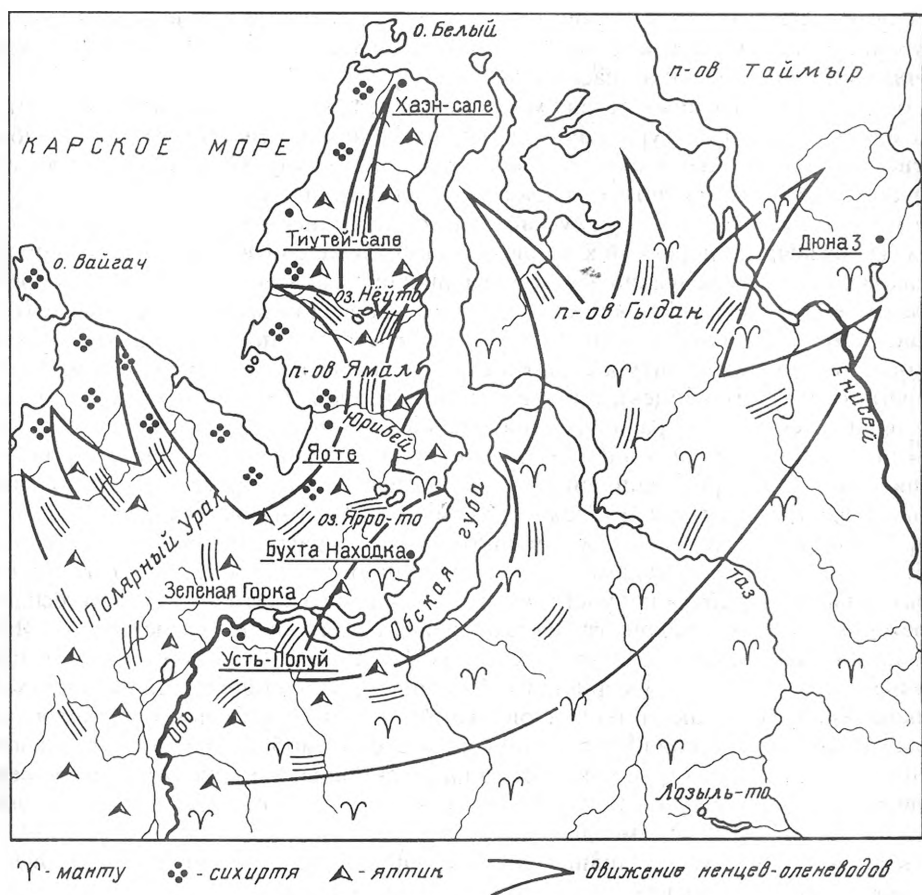 о. Белый
п-ов Таймыр
Хаэн-сале
КАРСКОЕ МОРЕ
Тиутей-сале
Дюна 3
о. Вайгач
оз. Нёйтъ
п-ов Гыдан
п-ов Ямал
Енисей
Юрибей
Яоте
оз. Ярро-то
Полярный Урал
Бухта Находка
Обская губа
Таз
Зеленая Горка
Усть-Полуй
Обь
Лозыль-то
- манту - сихиртя - яптик - движение ненцев-оленеводов